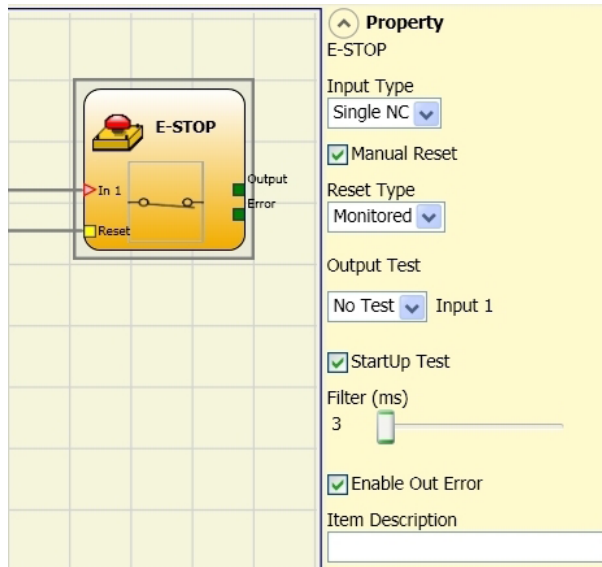 E-STOP
In 1
Reset
Output
Error
Property
E-STOP
Input Type
Single NC
Manual Reset
Reset Type
Monitored
Output Test
No Test Input 1
StartUp Test
Filter (ms)
3
Enable Out Error
Item Description